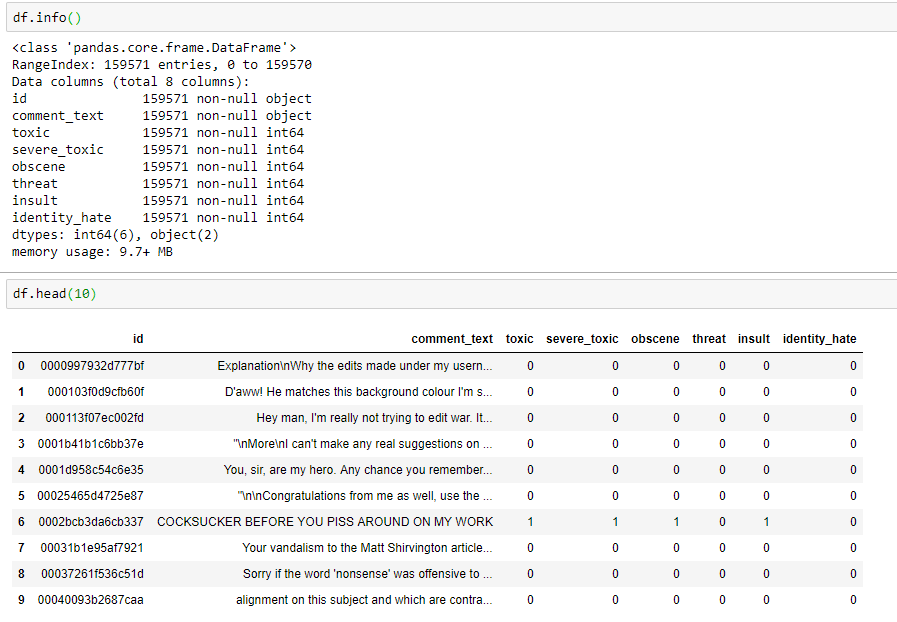 df.info()
<class 'pandas.core.frame.DataFrame'>
RangeIndex: 159571 entries, 0 to 159570
Data columns (total 8 columns):
id 159571 non-null object
comment_text 159571 non-null object
toxic 159571 non-null int64
severe_toxic 159571 non-null int64
obscene 159571 non-null int64
threat 159571 non-null int64
insult 159571 non-null int64
identity_hate 159571 non-null int64
dtypes: int64(6), object(2)
memory usage: 9.7+ MB
df.head(10)
id comment_text toxic severe_toxic obscene threat insult identity_hate
0 0000997932d777bf Explanation\nWhy the edits made under my usern... 0 0 0 0 0 0
1 000103f0d9cfb60f D'aww! He matches this background colour I'm s... 0 0 0 0 0 0
2 000113f07ec002fd Hey man, I'm really not trying to edit war. It... 0 0 0 0 0 0
3 0001b41b1c6bb37e "\nMore\nI can't make any real suggestions on ... 0 0 0 0 0 0
4 0001d958c54c6e35 You, sir, are my hero. Any chance you remember... 0 0 0 0 0 0
5 00025465d4725e87 "\n\nCongratulations from me as well, use the ... 0 0 0 0 0 0
6 0002bcb3da6cb337 COCKSUCKER BEFORE YOU PISS AROUND ON MY WORK 1 1 1 0 1 0
7 00031b1e95af7921 Your vandalism to the Matt Shirvington article... 0 0 0 0 0 0
8 00037261f536c51d Sorry if the word 'nonsense' was offensive to ... 0 0 0 0 0 0
9 00040093b2687caa alignment on this subject and which are contra... 0 0 0 0 0 0